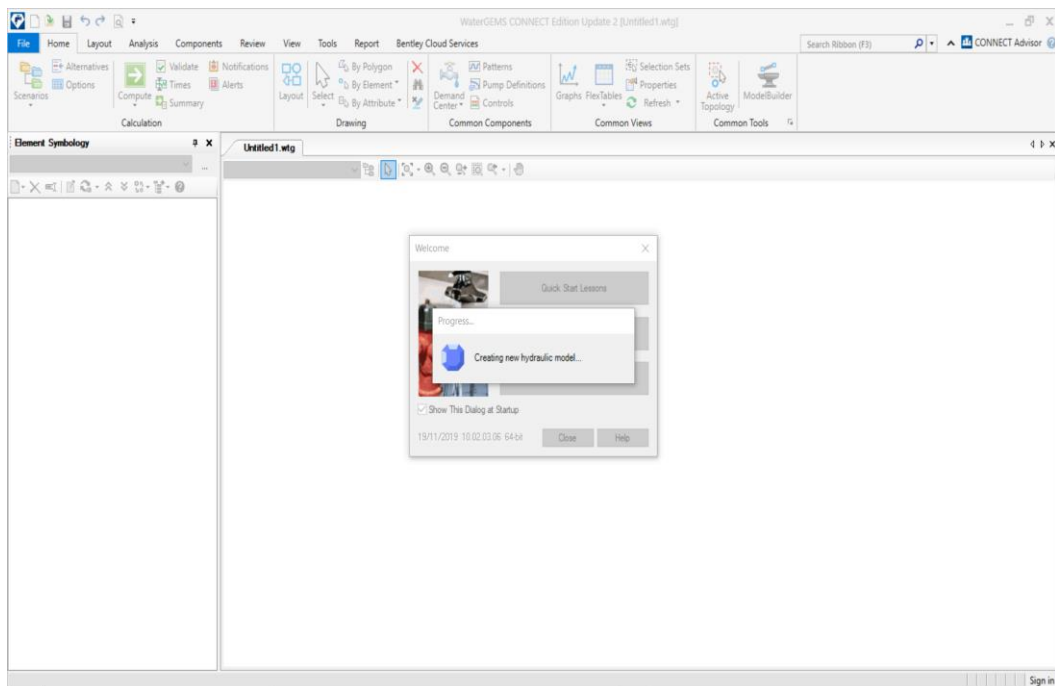 WaterGEMS CONNECT Edition Update 2 [Untitled1.wtg]
File Home Layout Analysis Components Review View Tools Report Bentley Cloud Services Search Ribbon (F3) CONNECT Advisor
Scenarios
Alternatives
Options
Compute
Validate
Times
Summary
Notifications
Alerts
Calculation
Layout
Select
By Polygon
By Element
By Attribute
Drawing
Demand Center
Patterns
Pump Definitions
Controls
Common Components
Graphs
FlexTables
Selection Sets
Properties
Refresh
Common Views
Active Topology
ModelBuilder
Common Tools
Element Symbology
Untitled1.wtg
Welcome
Quick Start Lessons
Progress...
Creating new hydraulic model...
Show This Dialog at Startup
19/11/2019 10.02.03.06 64-bit
Close
Help
Sign in